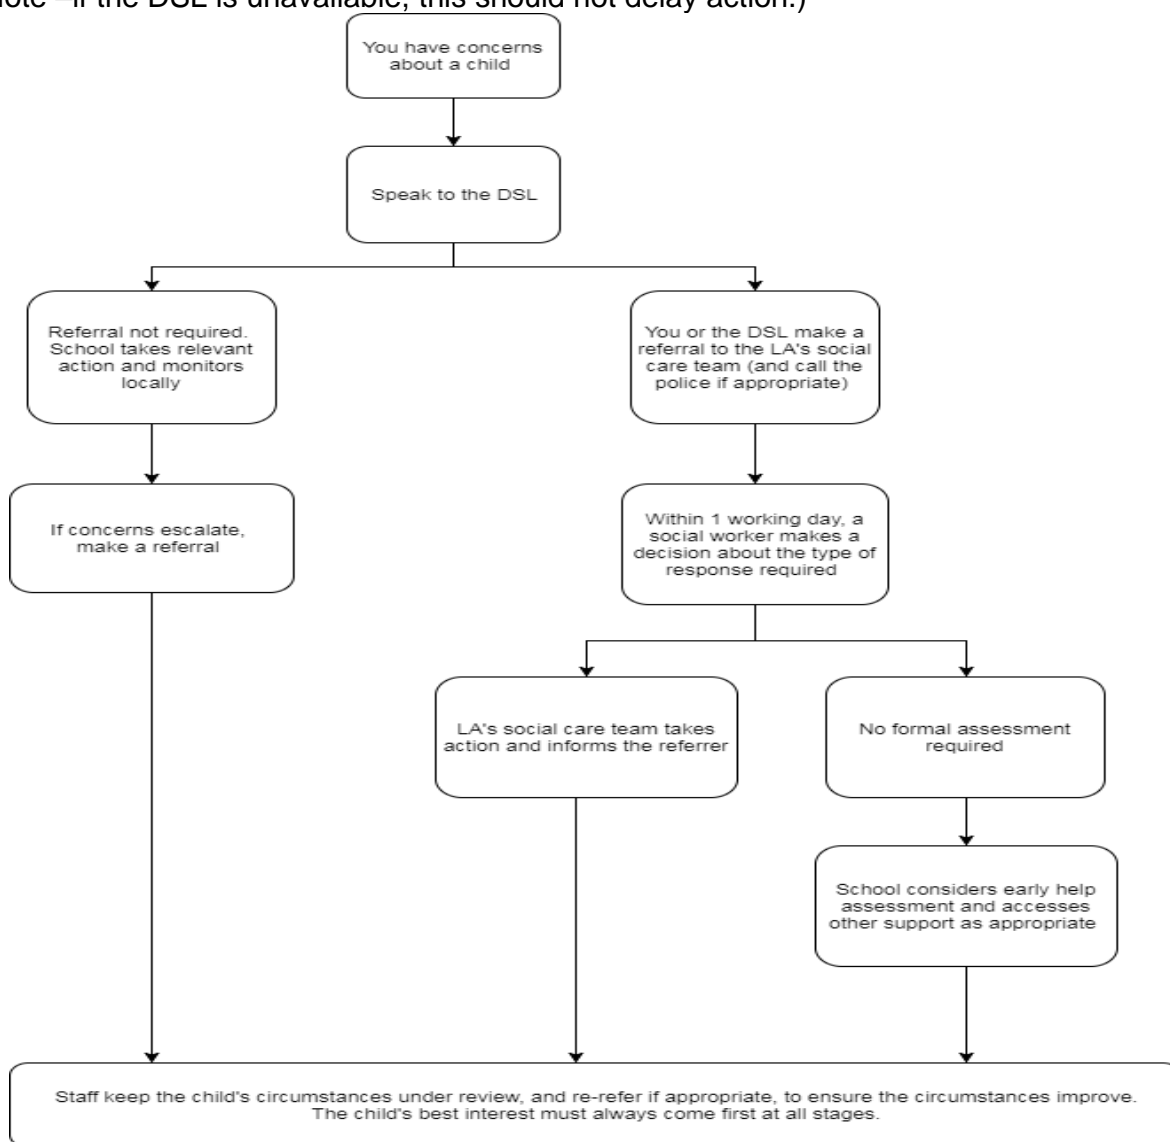 ote –if the DSL is unavailable, this should not delay action.)
You have concerns
about a child
Speak to the DSL
Referral not required.
School takes relevant
action and monitors
locally
You or the DSL make a
referral to the LA's social
care team (and call the
police if appropriate)
If concerns escalate,
make a referral
Within 1 working day, a
social worker makes a
decision about the type of
response required
LA's social care team takes
action and informs the referrer
No formal assessment
required
School considers early help
assessment and accesses
other support as appropriate
Staff keep the child's circumstances under review, and re-refer if appropriate, to ensure the circumstances improve.
The child's best interest must always come first at all stages.